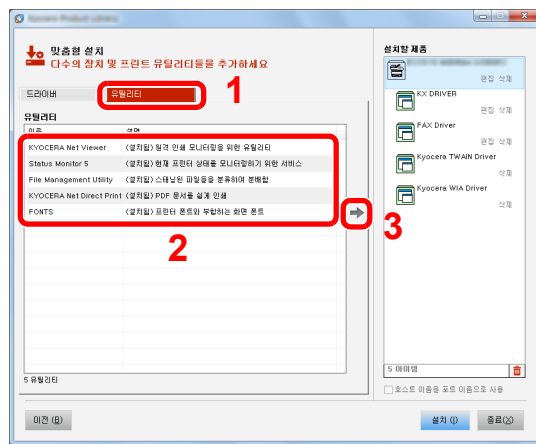 Kyocera Product Library
맞춤형 설치
다수의 장치 및 프린트 유틸리티들을 추가하세요
드라이버
유틸리티
1
유틸리티
이름 설명
KYOCERA Net Viewer (설치됨) 원격 인쇄 모니터링을 위한 유틸리티
Status Monitor 5 (설치됨) 현재 프린터 상태를 모니터링하기 위한 서비스
File Management Utility (설치됨) 스캐닝된 파일들을 분류하여 분배함
KYOCERA Net Direct Print (설치됨) PDF 문서를 쉽게 인쇄
FONTS (설치됨) 프린터 폰트와 부합하는 화면 폰트
2
3
5 유틸리티
설치할 제품
편집 삭제
KX DRIVER
편집 삭제
FAX Driver
편집 삭제
Kyocera TWAIN Driver
삭제
Kyocera WIA Driver
삭제
5 아이템
호스트 이름을 포트 이름으로 사용
이전 (B)
설치 (I)
종료(X)